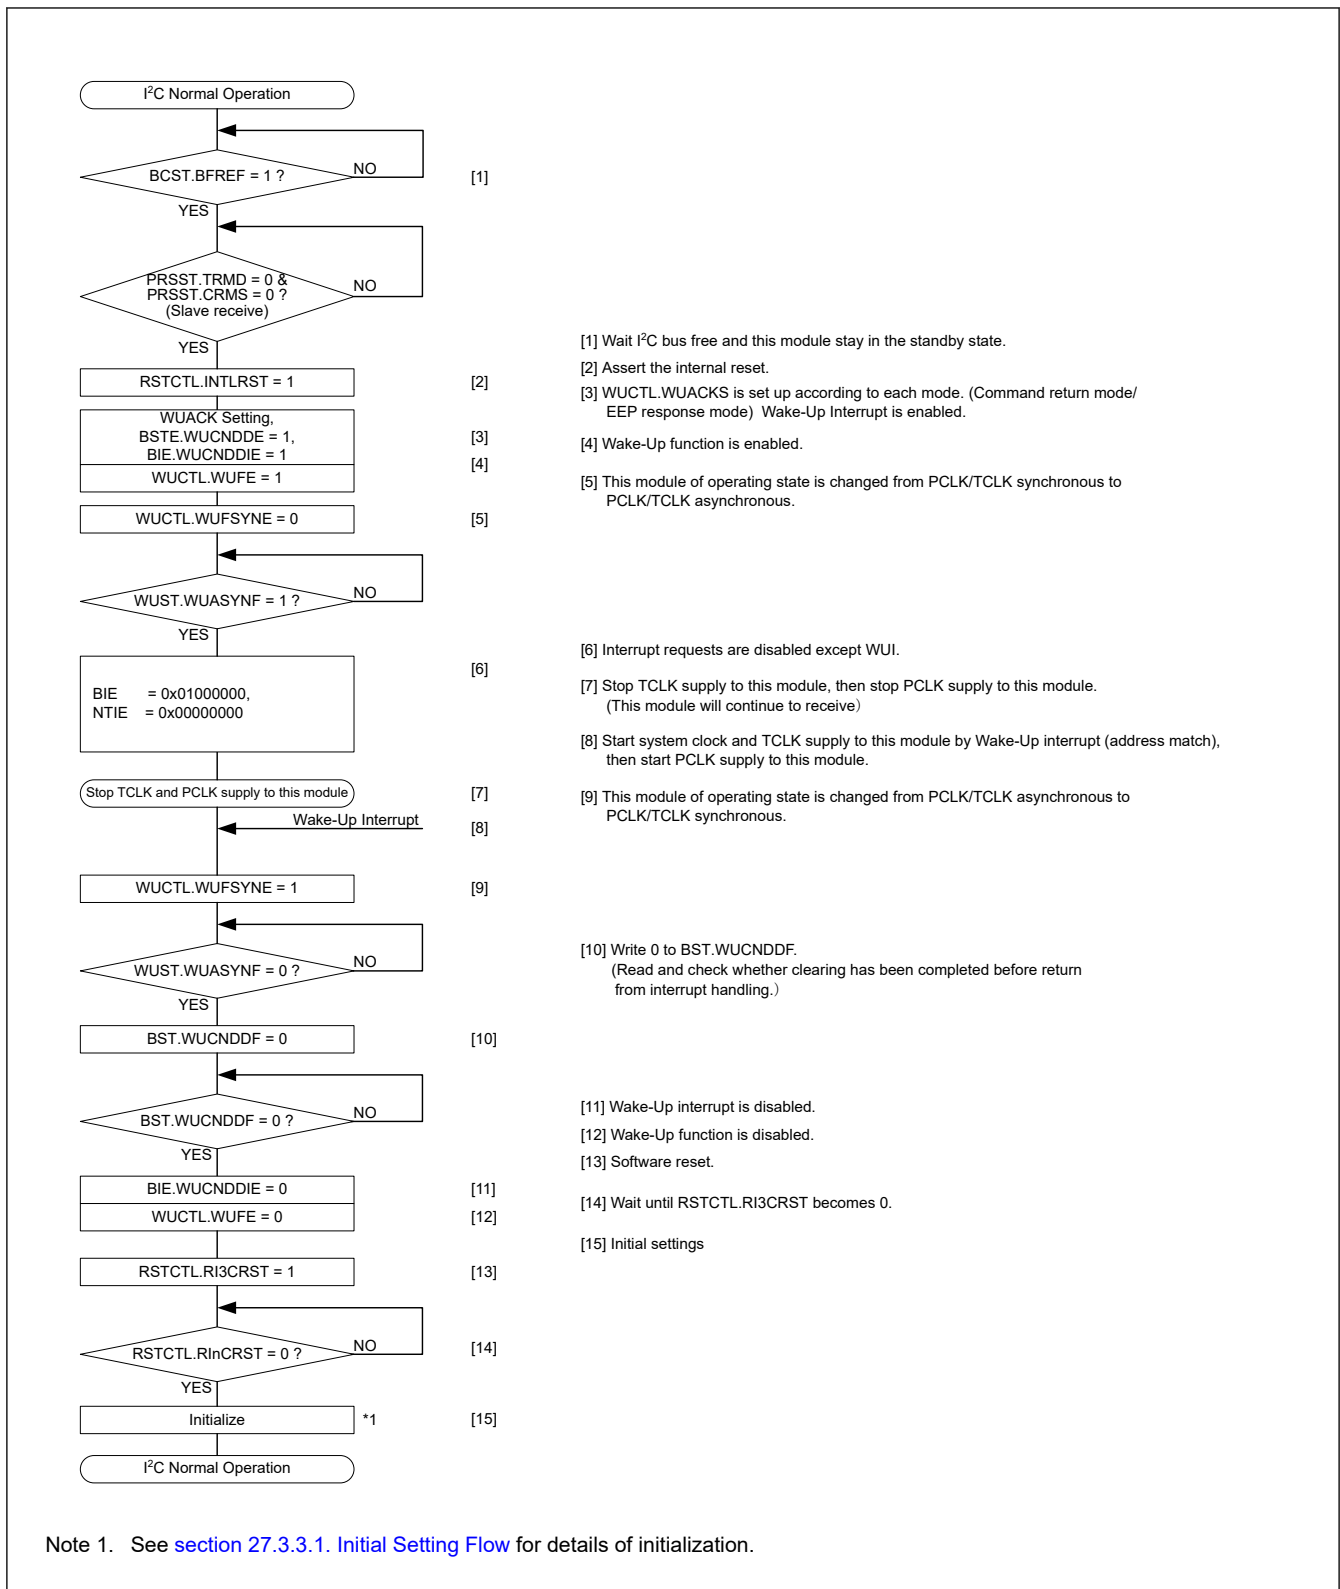 I²C Normal Operation
BCST.BFREF = 1 ?
NO
[1]
YES
PRSST.TRMD = 0 &
PRSST.CRMS = 0 ?
(Slave receive)
NO
YES
RSTCTL.INTLRST = 1
[2]
WUACK Setting,
BSTE.WUCNDDE = 1,
BIE.WUCNDDIE = 1
[3]
[4]
WUCTL.WUFE = 1
WUCTL.WUFSYNE = 0
[5]
WUST.WUASYNF = 1 ?
NO
YES
[6]
BIE = 0x01000000,
NTIE = 0x00000000
Stop TCLK and PCLK supply to this module
[7]
Wake-Up Interrupt
[8]
WUCTL.WUFSYNE = 1
[9]
WUST.WUASYNF = 0 ?
NO
YES
BST.WUCNDDF = 0
[10]
BST.WUCNDDF = 0 ?
NO
YES
BIE.WUCNDDIE = 0
[11]
WUCTL.WUFE = 0
[12]
RSTCTL.RI3CRST = 1
[13]
RSTCTL.RInCRST = 0 ?
NO
[14]
YES
Initialize
*1
[15]
I²C Normal Operation
[1] Wait I²C bus free and this module stay in the standby state.
[2] Assert the internal reset.
[3] WUCTL.WUACKS is set up according to each mode. (Command return mode/
EEP response mode) Wake-Up Interrupt is enabled.
[4] Wake-Up function is enabled.
[5] This module of operating state is changed from PCLK/TCLK synchronous to
PCLK/TCLK asynchronous.
[6] Interrupt requests are disabled except WUI.
[7] Stop TCLK supply to this module, then stop PCLK supply to this module.
(This module will continue to receive）
[8] Start system clock and TCLK supply to this module by Wake-Up interrupt (address match),
then start PCLK supply to this module.
[9] This module of operating state is changed from PCLK/TCLK asynchronous to
PCLK/TCLK synchronous.
[10] Write 0 to BST.WUCNDDF.
(Read and check whether clearing has been completed before return
from interrupt handling.）
[11] Wake-Up interrupt is disabled.
[12] Wake-Up function is disabled.
[13] Software reset.
[14] Wait until RSTCTL.RI3CRST becomes 0.
[15] Initial settings
Note 1. See section 27.3.3.1. Initial Setting Flow for details of initialization.